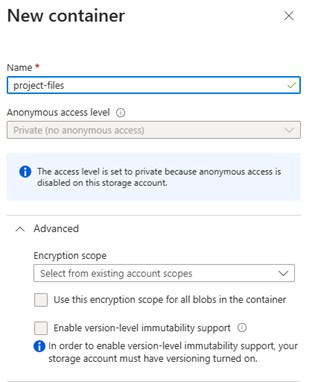 New container
Name *
project-files
Anonymous access level
Private (no anonymous access)
The access level is set to private because anonymous access is
disabled on this storage account.
Advanced
Encryption scope
Select from existing account scopes
Use this encryption scope for all blobs in the container
Enable version-level immutability support
In order to enable version-level immutability support, your
storage account must have versioning turned on.